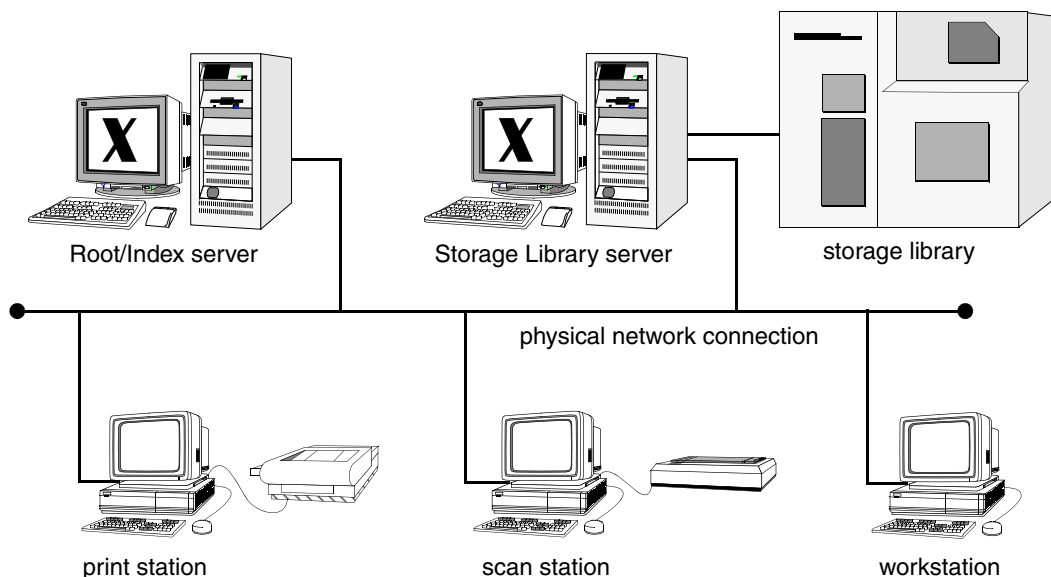 X
X
Root/Index server
Storage Library server
storage library
physical network connection
print station
scan station
workstation